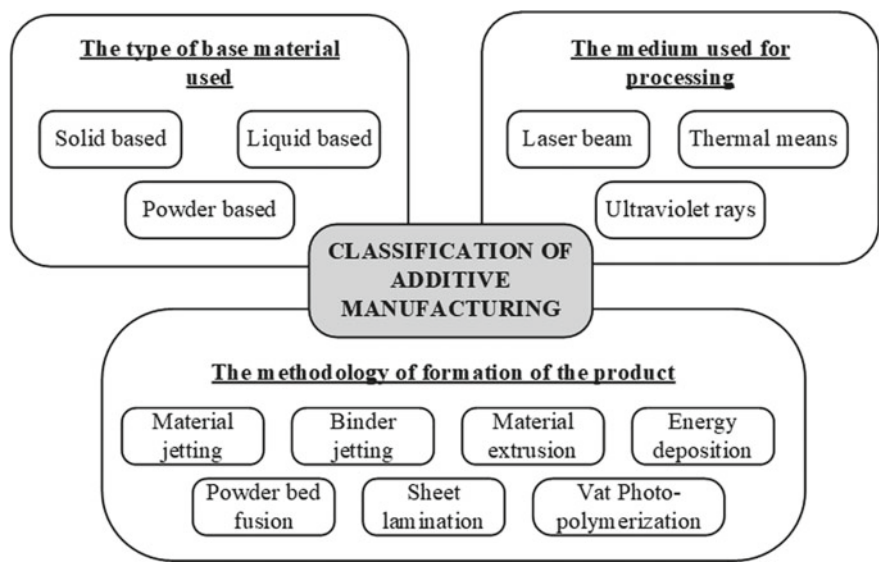 The type of base material
used
Solid based
Liquid based
Powder based
The medium used for
processing
Laser beam
Thermal means
Ultraviolet rays
CLASSIFICATION OF
ADDITIVE
MANUFACTURING
The methodology of formation of the product
Material
jetting
Binder
jetting
Material
extrusion
Energy
deposition
Powder bed
fusion
Sheet
lamination
Vat Photo-
polymerization